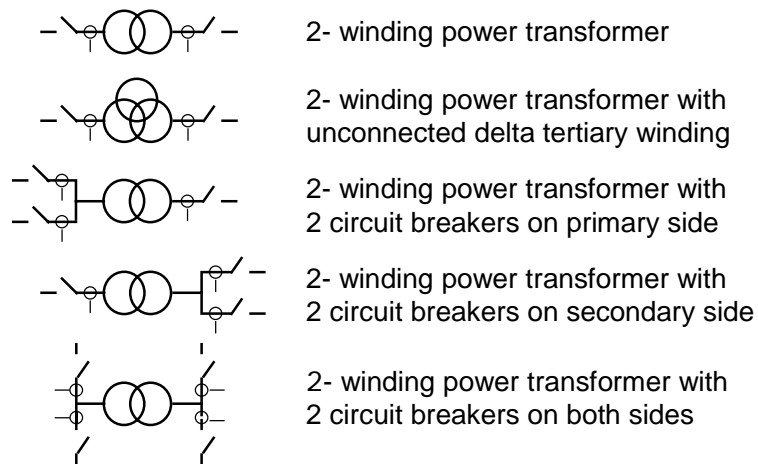 2- winding power transformer
2- winding power transformer with
unconnected delta tertiary winding
2- winding power transformer with
2 circuit breakers on primary side
2- winding power transformer with
2 circuit breakers on secondary side
2- winding power transformer with
2 circuit breakers on both sides